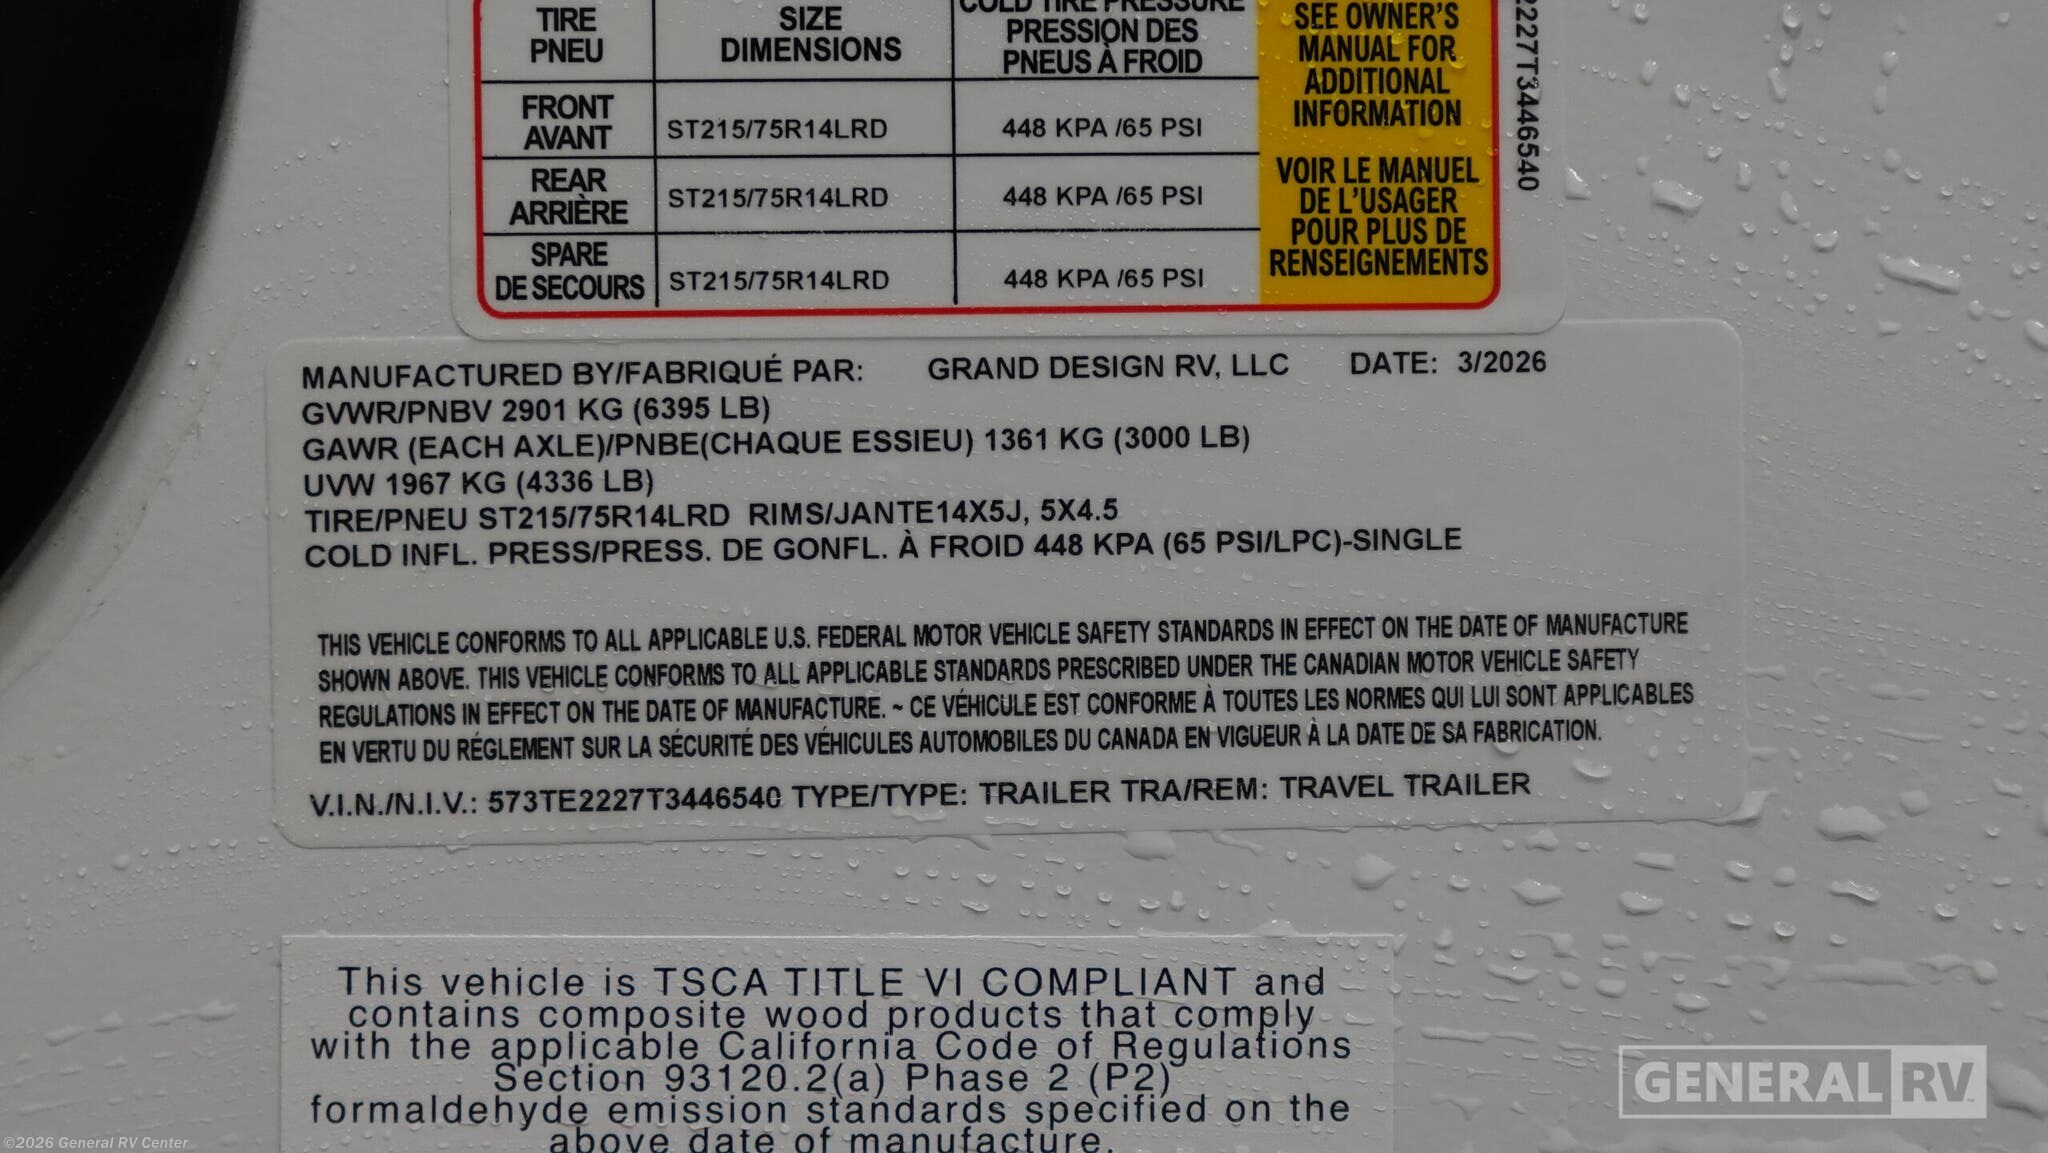 TIRE PNEU
SIZE DIMENSIONS
COLD TIRE PRESSURE
PRESSION DES
PNEUS À FROID
SEE OWNER'S
MANUAL FOR
ADDITIONAL
INFORMATION
VOIR LE MANUEL
DE L'USAGER
POUR PLUS DE
RENSEIGNEMENTS
FRONT AVANT ST215/75R14LRD 448 KPA /65 PSI
REAR ARRIÈRE ST215/75R14LRD 448 KPA /65 PSI
SPARE DE SECOURS ST215/75R14LRD 448 KPA /65 PSI
2227T3446540
MANUFACTURED BY/FABRIQUÉ PAR: GRAND DESIGN RV, LLC DATE: 3/2026
GVWR/PNBV 2901 KG (6395 LB)
GAWR (EACH AXLE)/PNBE(CHAQUE ESSIEU) 1361 KG (3000 LB)
UVW 1967 KG (4336 LB)
TIRE/PNEU ST215/75R14LRD RIMS/JANTE14X5J, 5X4.5
COLD INFL. PRESS/PRESS. DE GONFL. À FROID 448 KPA (65 PSI/LPC)-SINGLE
THIS VEHICLE CONFORMS TO ALL APPLICABLE U.S. FEDERAL MOTOR VEHICLE SAFETY STANDARDS IN EFFECT ON THE DATE OF MANUFACTURE
SHOWN ABOVE. THIS VEHICLE CONFORMS TO ALL APPLICABLE STANDARDS PRESCRIBED UNDER THE CANADIAN MOTOR VEHICLE SAFETY
REGULATIONS IN EFFECT ON THE DATE OF MANUFACTURE. ~ CE VÉHICULE EST CONFORME À TOUTES LES NORMES QUI LUI SONT APPLICABLES
EN VERTU DU RÉGLEMENT SUR LA SÉCURITÉ DES VÉHICULES AUTOMOBILES DU CANADA EN VIGUEUR À LA DATE DE SA FABRICATION.
V.I.N./N.I.V.: 573TE2227T3446540 TYPE/TYPE: TRAILER TRA/REM: TRAVEL TRAILER
This vehicle is TSCA TITLE VI COMPLIANT and
contains composite wood products that comply
with the applicable California Code of Regulations
Section 93120.2(a) Phase 2 (P2)
formaldehyde emission standards specified on the
above date of manufacture.
GENERAL RV
©2026 General RV Center